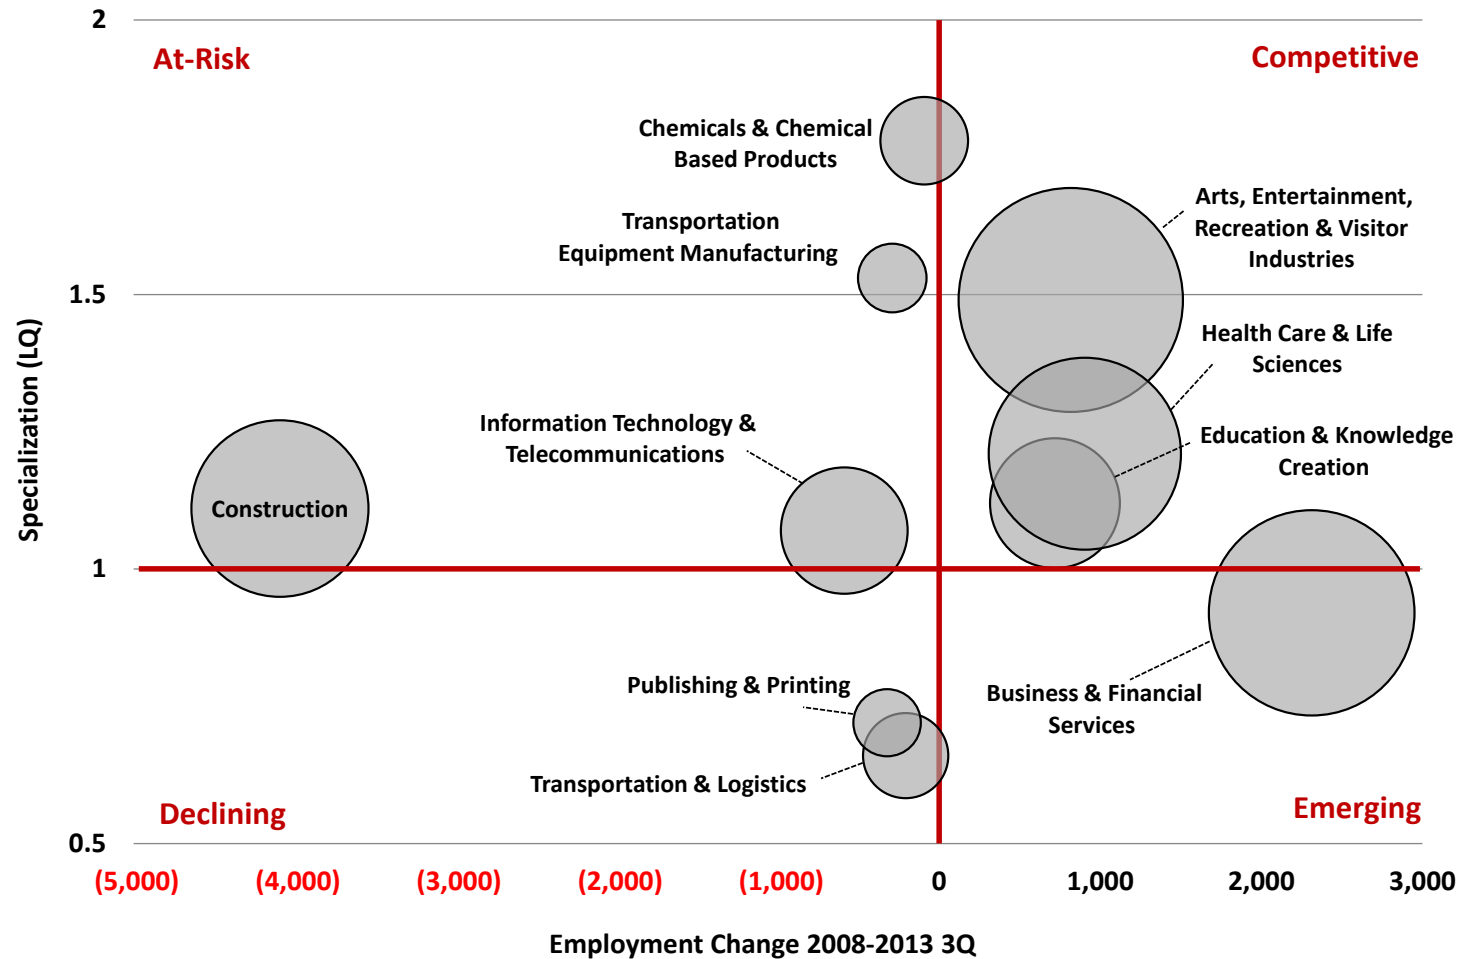 2
At-Risk
Competitive
Chemicals & Chemical
Based Products
Arts, Entertainment,
Recreation & Visitor
Industries
Transportation
Equipment Manufacturing
1.5
Health Care & Life
Sciences
Specialization (LQ)
Information Technology &
Telecommunications
Education & Knowledge
Creation
Construction
1
Publishing & Printing
Business & Financial
Services
Transportation & Logistics
Declining
Emerging
0.5
(5,000)
(4,000)
(3,000)
(2,000)
(1,000)
0
1,000
2,000
3,000
Employment Change 2008-2013 3Q